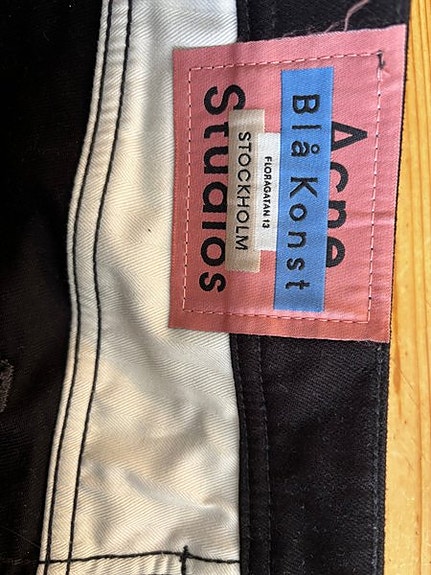 Acne
Blå Konst
FLORAGATAN 13
STOCKHOLM
Studios